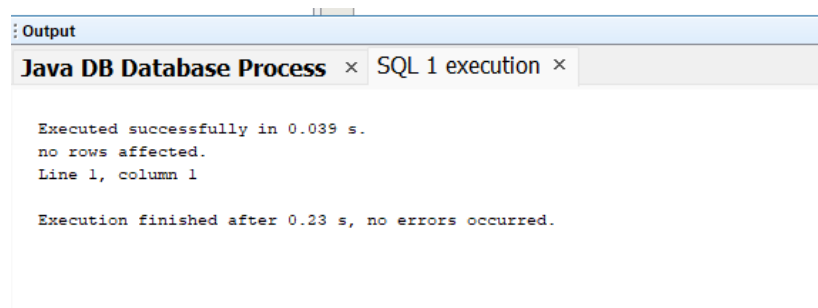 Output
Java DB Database Process × SQL 1 execution ×
Executed successfully in 0.039 s.
no rows affected.
Line 1, column 1
Execution finished after 0.23 s, no errors occurred.